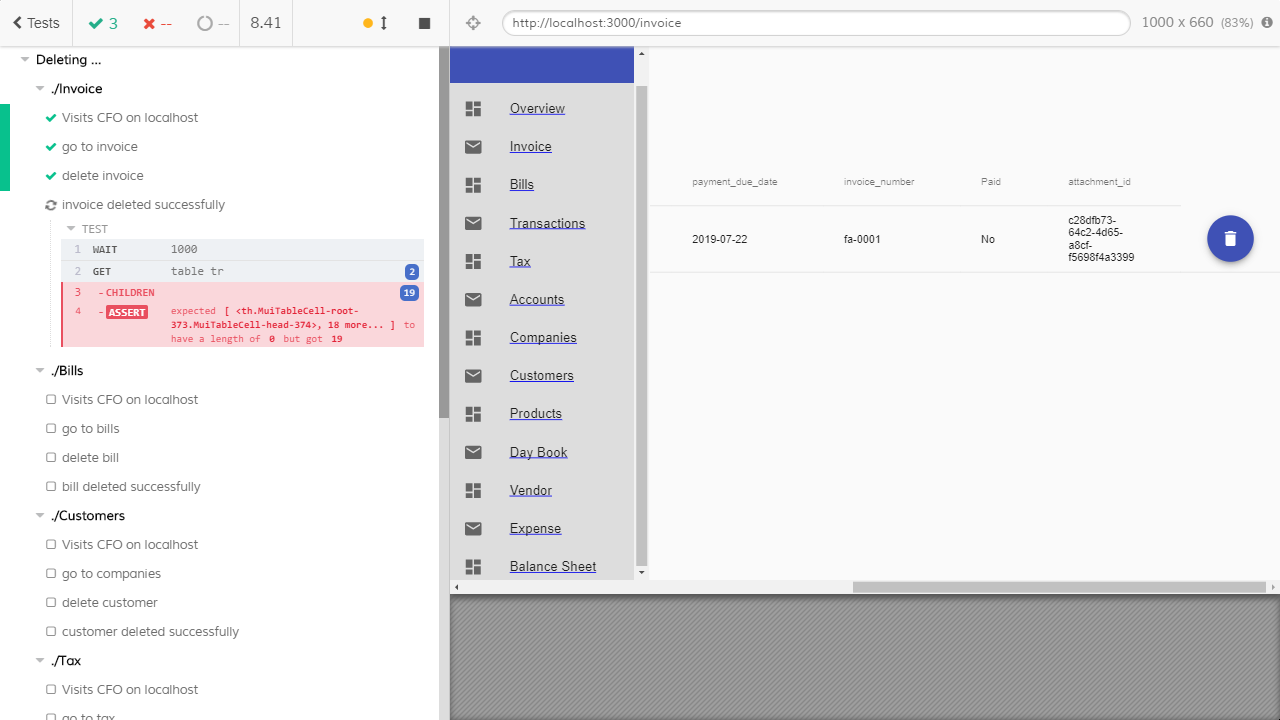 Tests
3
--
--
8.41
http://localhost:3000/invoice
1000 x 660 (83%)
Deleting ...
./Invoice
Visits CFO on localhost
go to invoice
delete invoice
invoice deleted successfully
TEST
1 WAIT 1000
2 GET table tr 2
3 -CHILDREN 19
4 -ASSERT expected [ <th.MuiTableCell-root-
373.MuiTableCell-head-374>, 18 more... ] to
have a length of 0 but got 19
./Bills
Visits CFO on localhost
go to bills
delete bill
bill deleted successfully
./Customers
Visits CFO on localhost
go to companies
delete customer
customer deleted successfully
./Tax
Visits CFO on localhost
go to tax
Overview
Invoice
Bills
Transactions
Tax
Accounts
Companies
Customers
Products
Day Book
Vendor
Expense
Balance Sheet
payment_due_date invoice_number Paid attachment_id
2019-07-22 fa-0001 No c28dfb73-
64c2-4d65-
a8cf-
f5698f4a3399